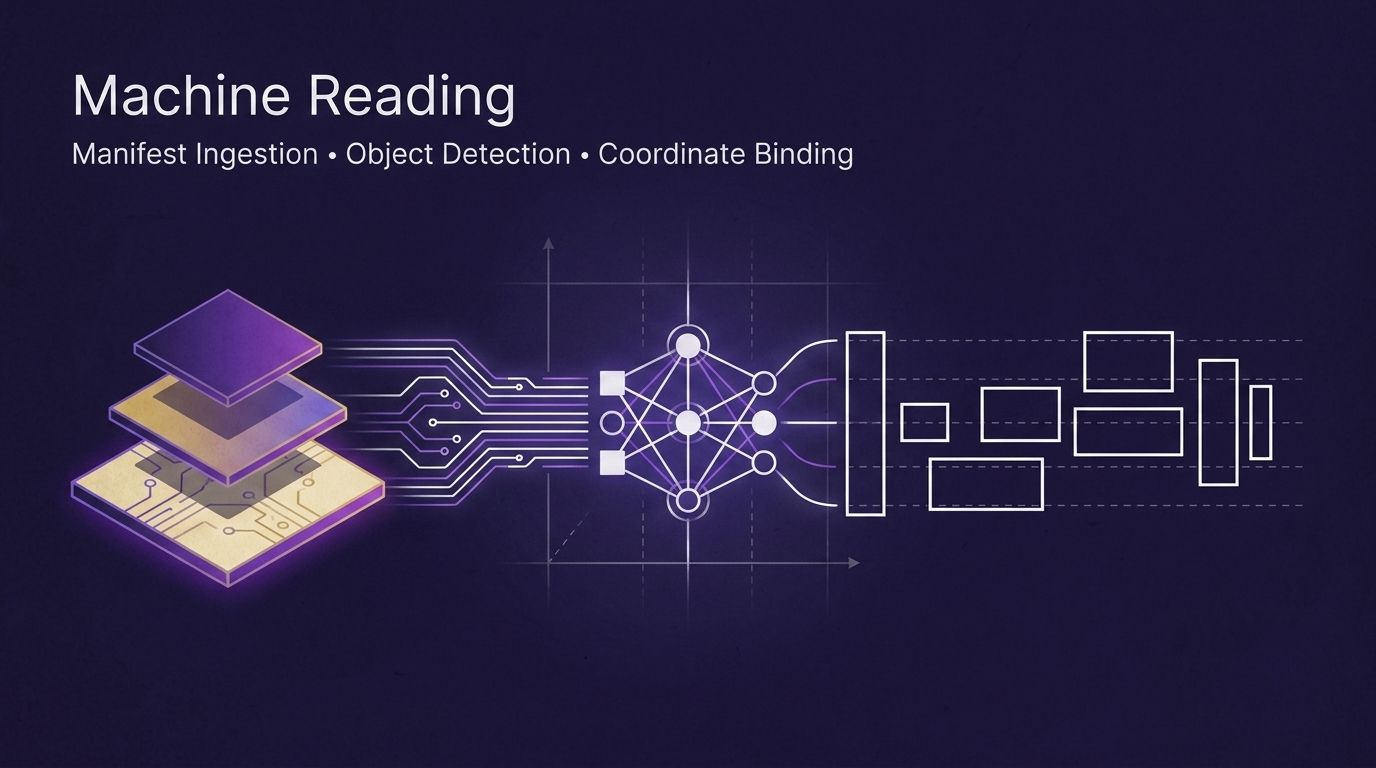 Machine Reading
Manifest Ingestion • Object Detection • Coordinate Binding